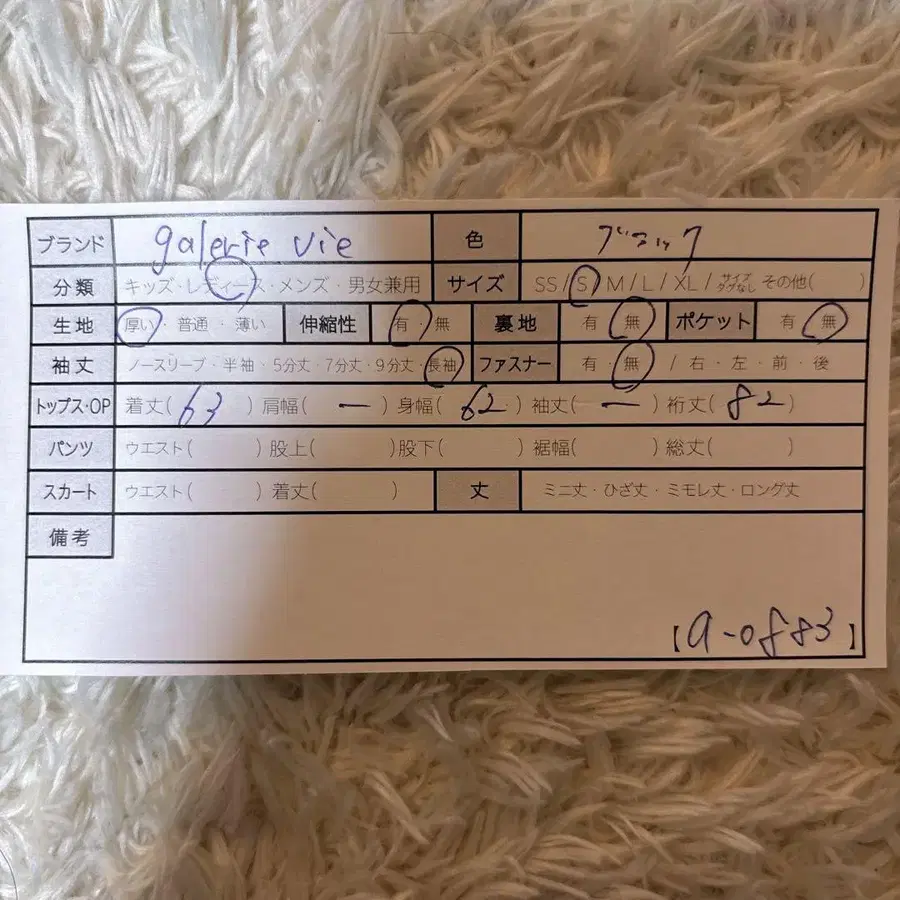 ブランド galerie vie 色 ブラック
分類 キッズ・レディース・メンズ・男女兼用 サイズ SS/S/M/L/XL/サイズタグなし その他( )
生地 厚い・普通・薄い 伸縮性 有・無 裏地 有・無 ポケット 有・無
袖丈 ノースリーブ・半袖・5分丈・7分丈・9分丈・長袖 ファスナー 有・無 / 右・左・前・後
トップス・OP 着丈( 63 ) 肩幅( ー ) 身幅( 62 ) 袖丈( ー ) 裄丈( 82 )
パンツ ウエスト( ) 股上( ) 股下( ) 裾幅( ) 総丈( )
スカート ウエスト( ) 着丈( ) 丈 ミニ丈・ひざ丈・ミモレ丈・ロング丈
備考
【a-0883】